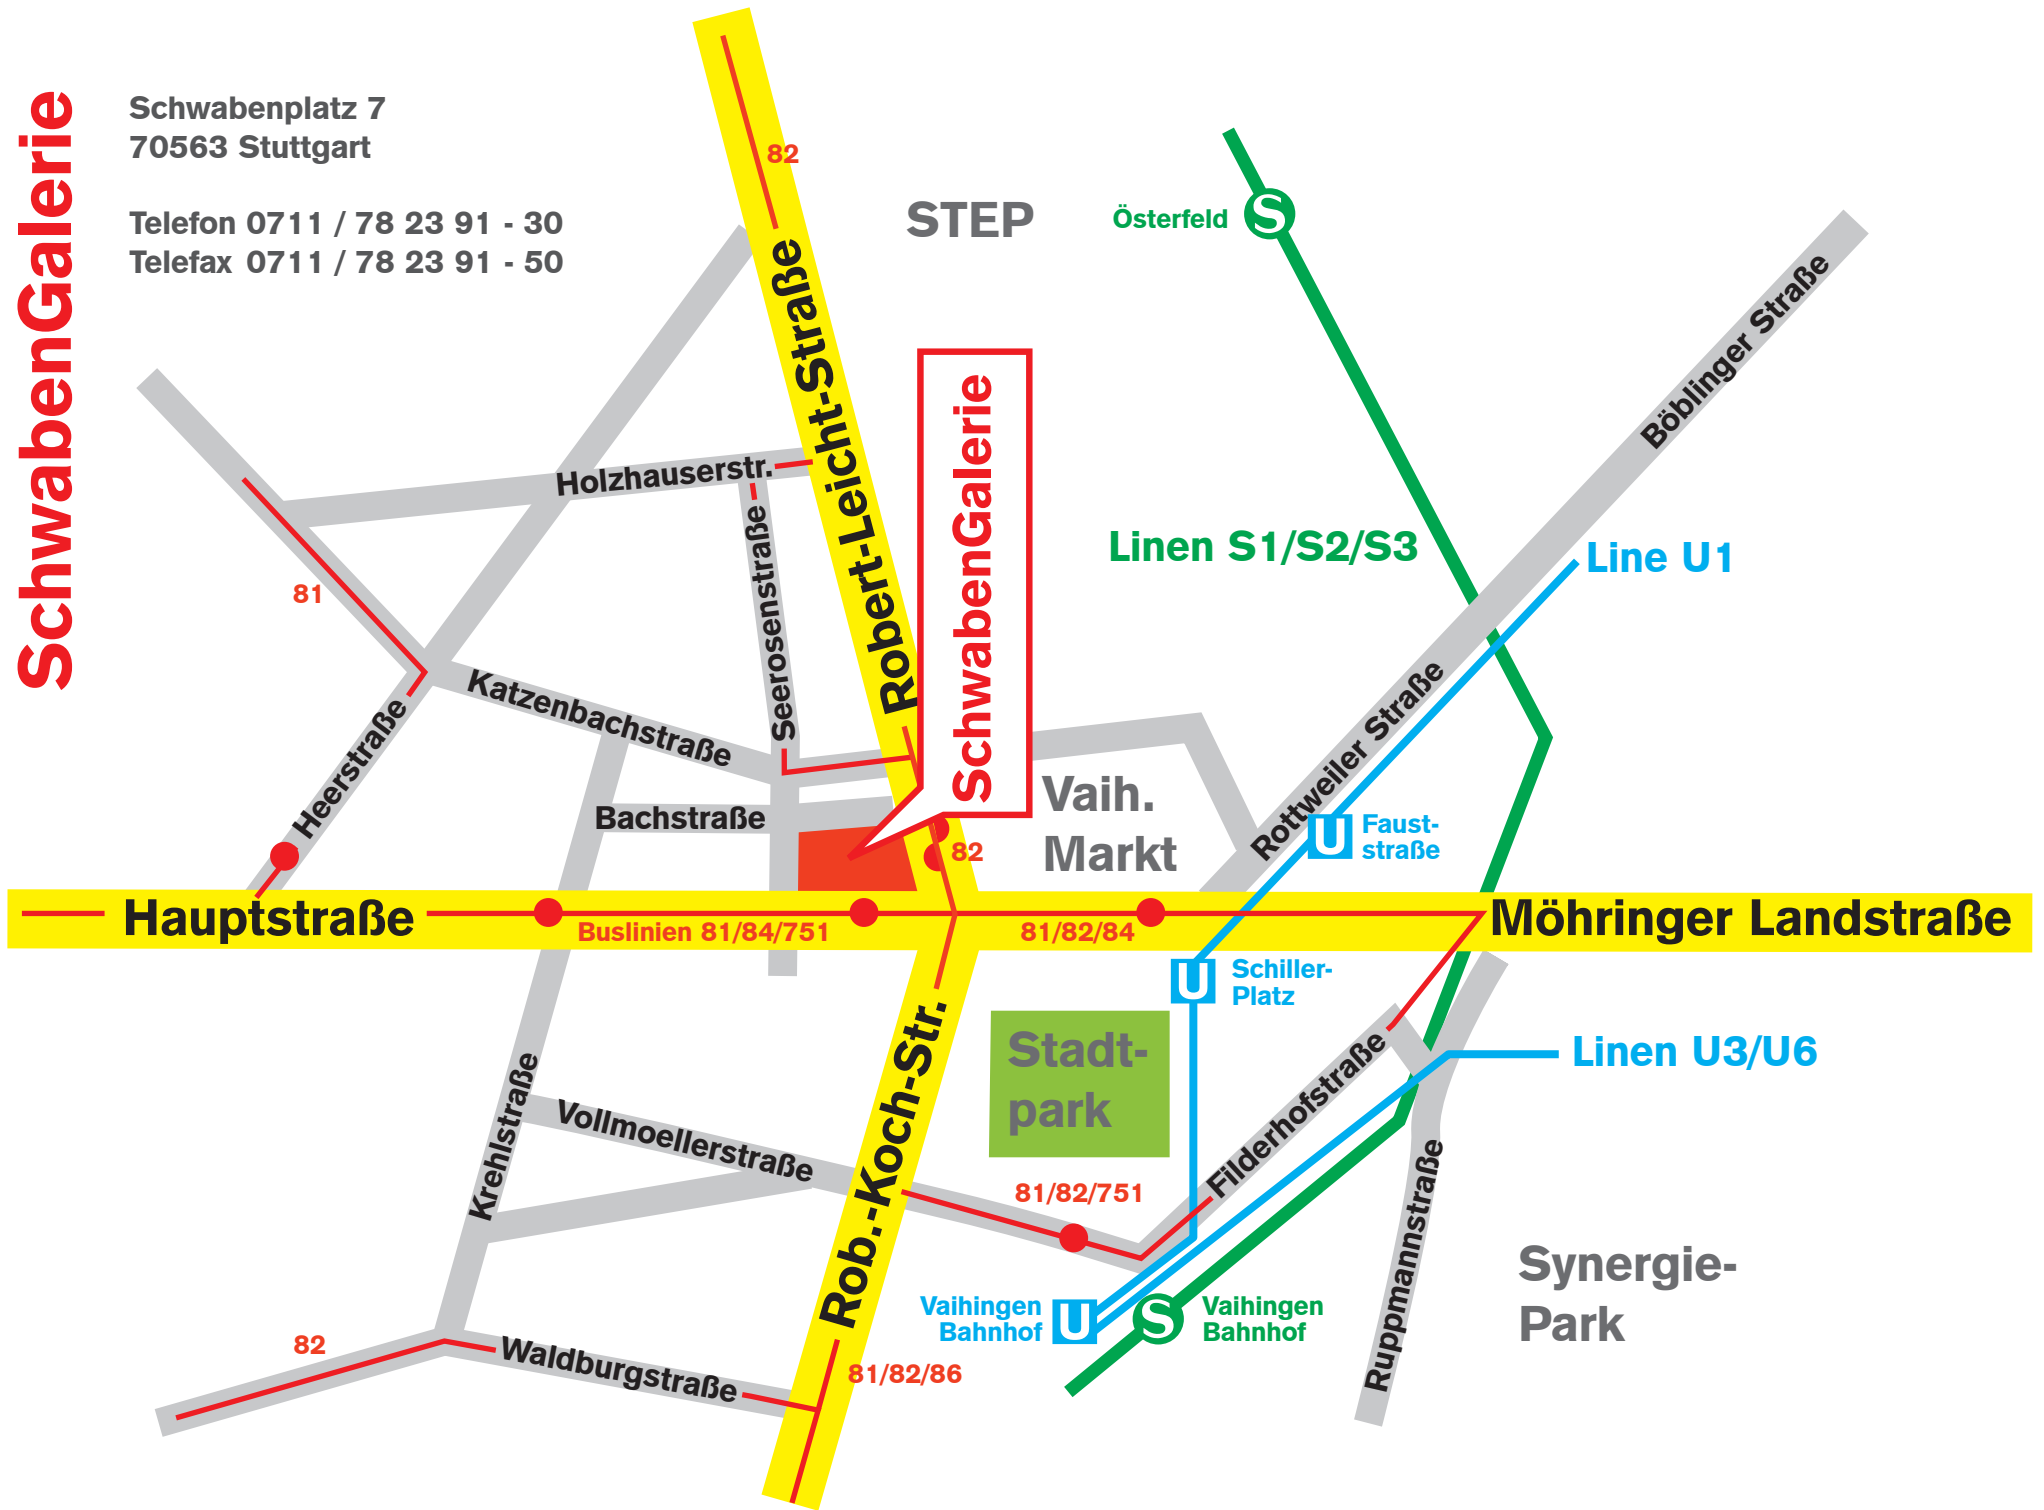 SchwabenGalerie
Schwabenplatz 7
70563 Stuttgart
Telefon 0711 / 78 23 91 - 30
Telefax 0711 / 78 23 91 - 50
82
STEP
Österfeld
S
Robert-Leicht-Straße
Böblinger Straße
SchwabenGalerie
Holzhauserstr.
Linen S1/S2/S3
Line U1
81
Seerosenstraße
Katzenbachstraße
Heerstraße
Rottweiler Straße
Vaih.
Markt
Bachstraße
U
Faust-
straße
82
Hauptstraße
Buslinien 81/84/751
81/82/84
Möhringer Landstraße
U
Schiller-
Platz
Stadt-
park
Linen U3/U6
Rob.-Koch-Str.
Krehlstraße
Vollmoellerstraße
Filderhofstraße
81/82/751
Ruppmannstraße
Synergie-
Park
Vaihingen
Bahnhof
U
S
Vaihingen
Bahnhof
82
Waldburgstraße
81/82/86